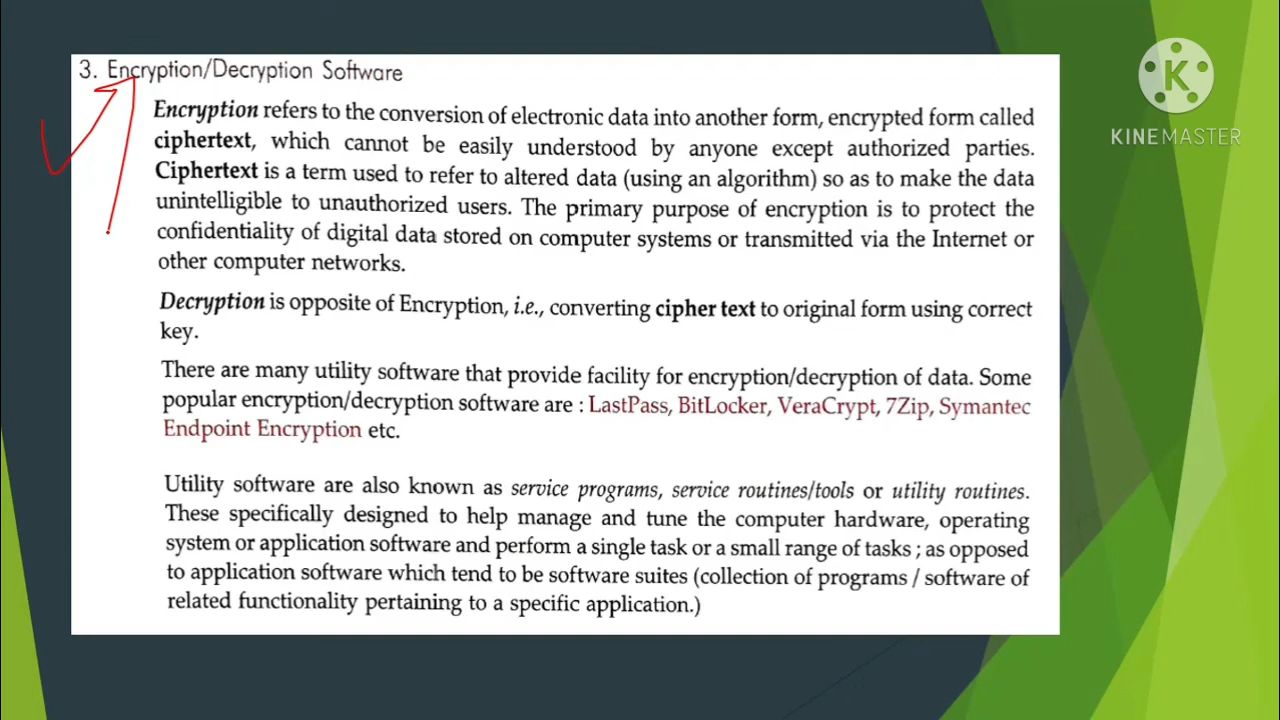 3. Encryption/Decryption Software
Encryption refers to the conversion of electronic data into another form, encrypted form called
ciphertext, which cannot be easily understood by anyone except authorized parties.
Ciphertext is a term used to refer to altered data (using an algorithm) so as to make the data
unintelligible to unauthorized users. The primary purpose of encryption is to protect the
confidentiality of digital data stored on computer systems or transmitted via the Internet or
other computer networks.
Decryption is opposite of Encryption, i.e., converting cipher text to original form using correct
key.
There are many utility software that provide facility for encryption/decryption of data. Some
popular encryption/decryption software are : LastPass, BitLocker, VeraCrypt, 7Zip, Symantec
Endpoint Encryption etc.
Utility software are also known as service programs, service routines/tools or utility routines.
These specifically designed to help manage and tune the computer hardware, operating
system or application software and perform a single task or a small range of tasks ; as opposed
to application software which tend to be software suites (collection of programs / software of
related functionality pertaining to a specific application.)
K
KINEMASTER